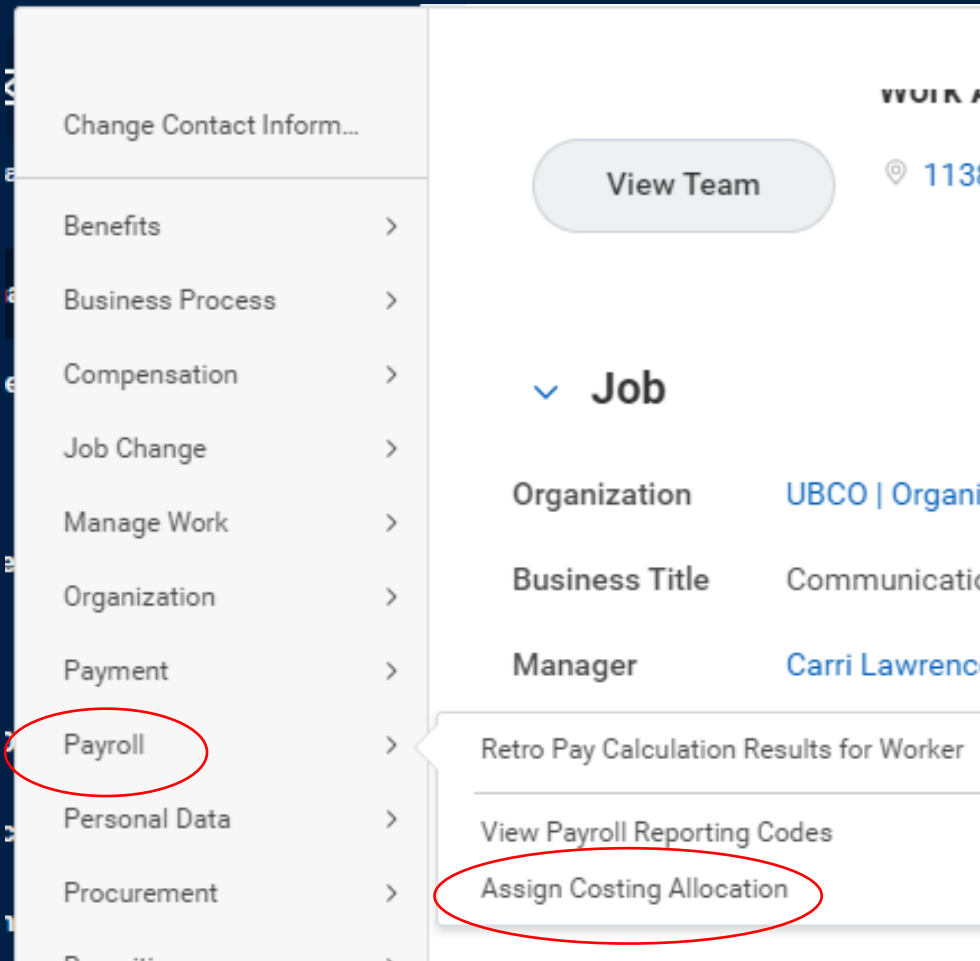 Change Contact Inform...
Benefits
Business Process
Compensation
Job Change
Manage Work
Organization
Payment
Payroll
Personal Data
Procurement
View Team
113
Job
Organization
UBCO | Organi
Business Title
Communicatio
Manager
Carri Lawrence
Retro Pay Calculation Results for Worker
View Payroll Reporting Codes
Assign Costing Allocation